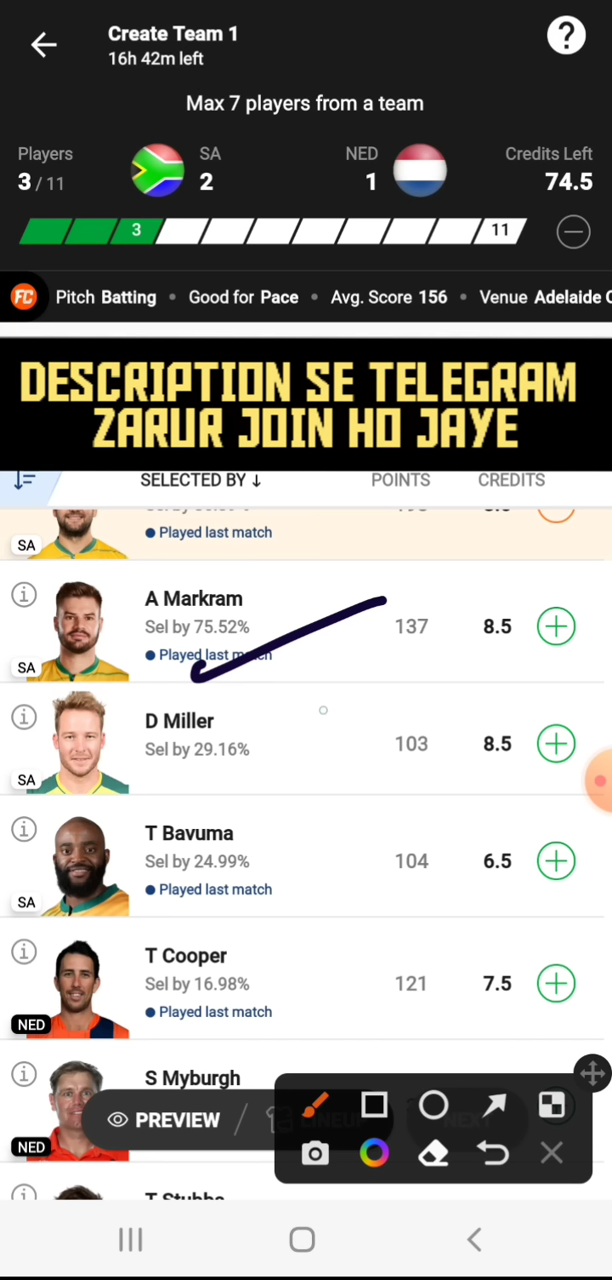 Create Team 1
16h 42m left
?
Max 7 players from a team
Players SA NED Credits Left
3 / 11 2 1 74.5
3 11
FC Pitch Batting • Good for Pace • Avg. Score 156 • Venue Adelaide
DESCRIPTION SE TELEGRAM
ZARUR JOIN HO JAYE
SELECTED BY ↓ POINTS CREDITS
Played last match
SA
A Markram
Sel by 75.52% 137 8.5
Played last match
SA
D Miller
Sel by 29.16% 103 8.5
SA
T Bavuma
Sel by 24.99% 104 6.5
Played last match
SA
T Cooper
Sel by 16.98% 121 7.5
Played last match
NED
S Myburgh
PREVIEW
NED